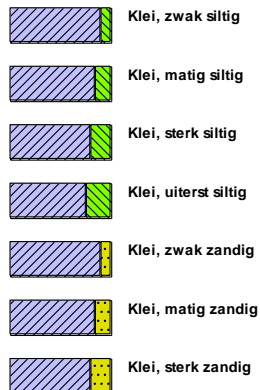 Klei, zwak siltig
Klei, matig siltig
Klei, sterk siltig
Klei, uiterst siltig
Klei, zwak zandig
Klei, matig zandig
Klei, sterk zandig